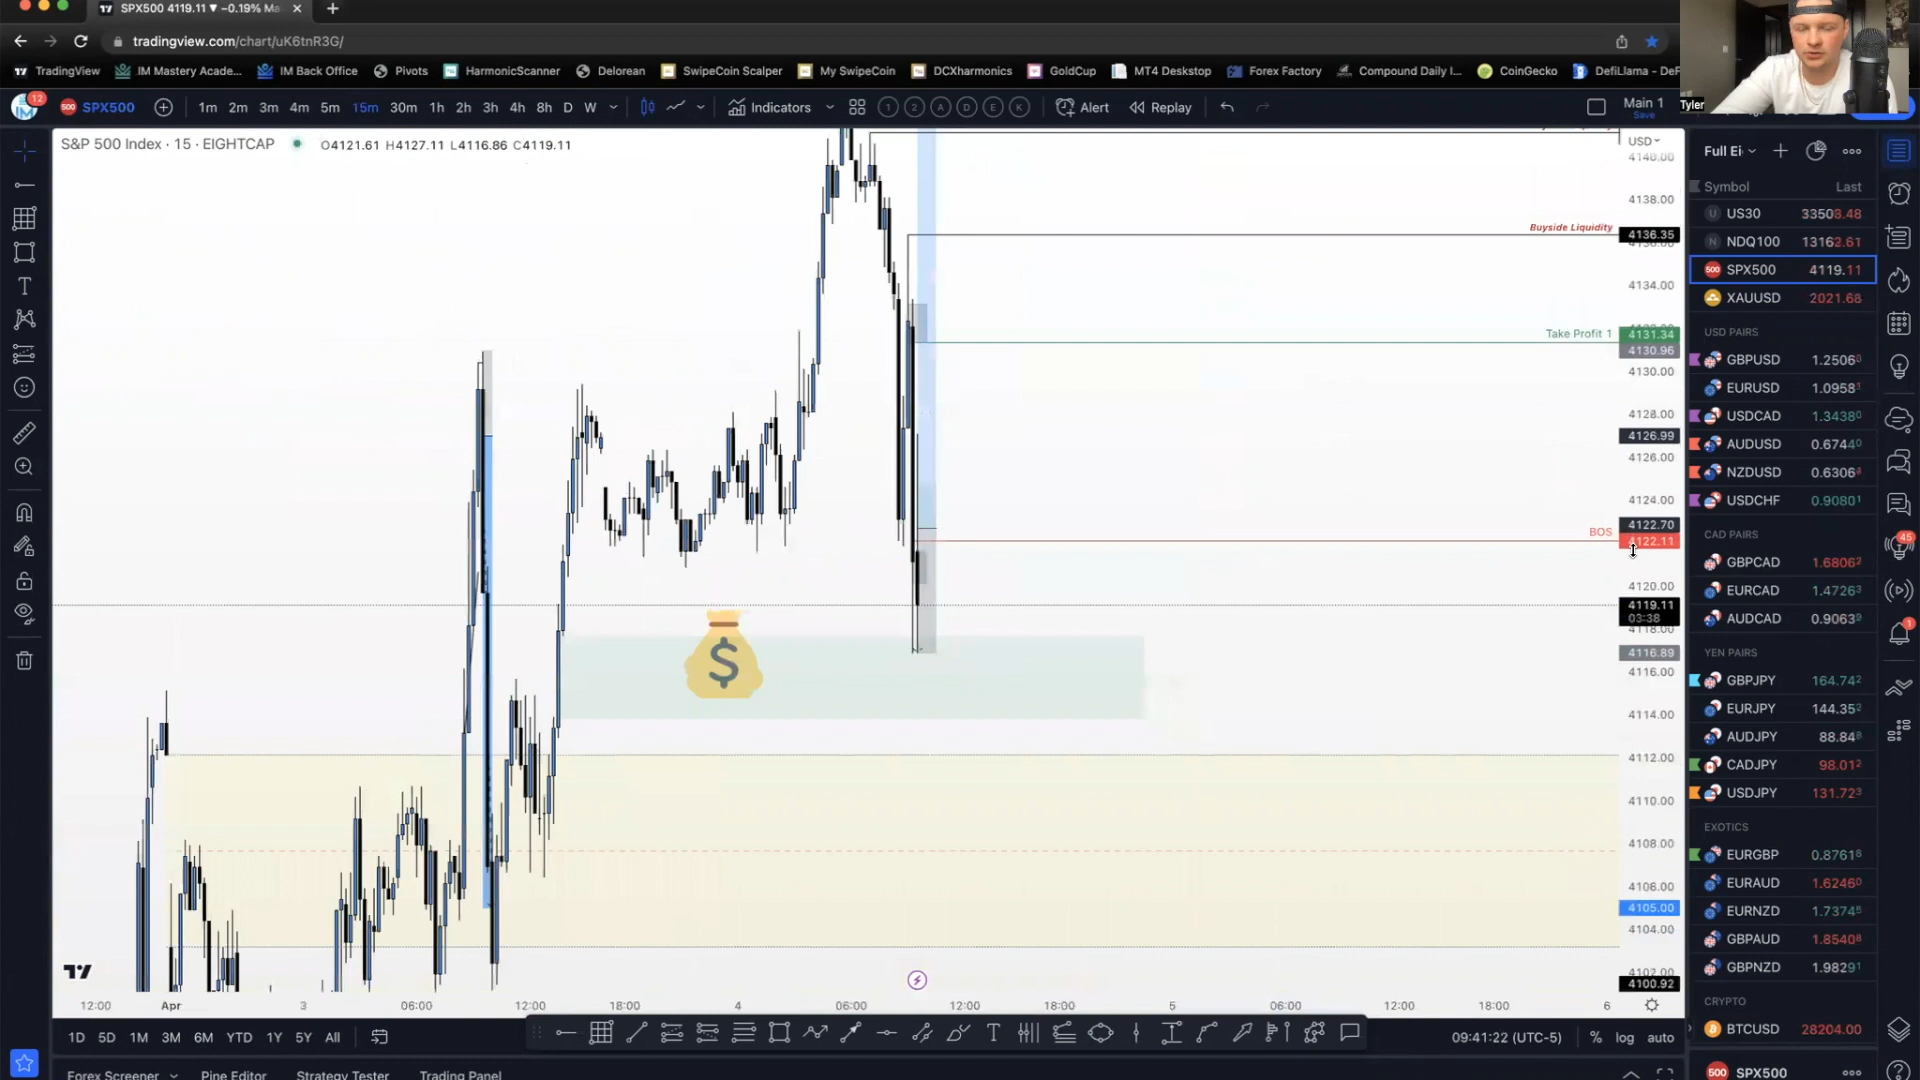 SPX500 4119.11 ▼ −0.19% Ma
tradingview.com/chart/uK6tnR3G/
TradingView
IM Mastery Acade...
IM Back Office
Pivots
HarmonicScanner
Delorean
SwipeCoin Scalper
My SwipeCoin
DCXharmonics
GoldCup
MT4 Desktop
Forex Factory
Compound Daily I...
CoinGecko
DefiLlama - DeF
Tyler
12
SPX500
1m 2m 3m 4m 5m 15m 30m 1h 2h 3h 4h 8h D W
Indicators
1 2 A D E K
Alert
Replay
Main 1
Save
S&P 500 Index · 15 · EIGHTCAP
O4121.61 H4127.11 L4116.86 C4119.11
USD
4140.00
4138.00
Buyside Liquidity 4136.35
4134.00
Take Profit 1 4131.34
4130.96
4130.00
4128.00
4126.99
4126.00
4124.00
4122.70
BOS 4122.11
4120.00
4119.11
03:38
4118.00
4116.89
4116.00
4114.00
4112.00
4110.00
4108.00
4106.00
4105.00
4104.00
4102.00
4100.92
12:00 Apr 3 06:00 12:00 18:00 4 06:00 12:00 18:00 5 06:00 12:00 18:00 6
1D 5D 1M 3M 6M YTD 1Y 5Y All
09:41:22 (UTC-5)
% log auto
Forex Screener
Pine Editor
Strategy Tester
Trading Panel
Full Ei
Symbol Last
US30 33508.48
NDQ100 13162.61
SPX500 4119.11
XAUUSD 2021.68
USD PAIRS
GBPUSD 1.2506
EURUSD 1.0958
USDCAD 1.3438
AUDUSD 0.6744
NZDUSD 0.6306
USDCHF 0.9080
CAD PAIRS
GBPCAD 1.6806
EURCAD 1.4726
AUDCAD 0.9063
YEN PAIRS
GBPJPY 164.74
EURJPY 144.35
AUDJPY 88.84
CADJPY 98.01
USDJPY 131.72
EXOTICS
EURGBP 0.8761
EURAUD 1.6246
EURNZD 1.7374
GBPAUD 1.8540
GBPNZD 1.9829
CRYPTO
BTCUSD 28204.00
SPX500
45
1